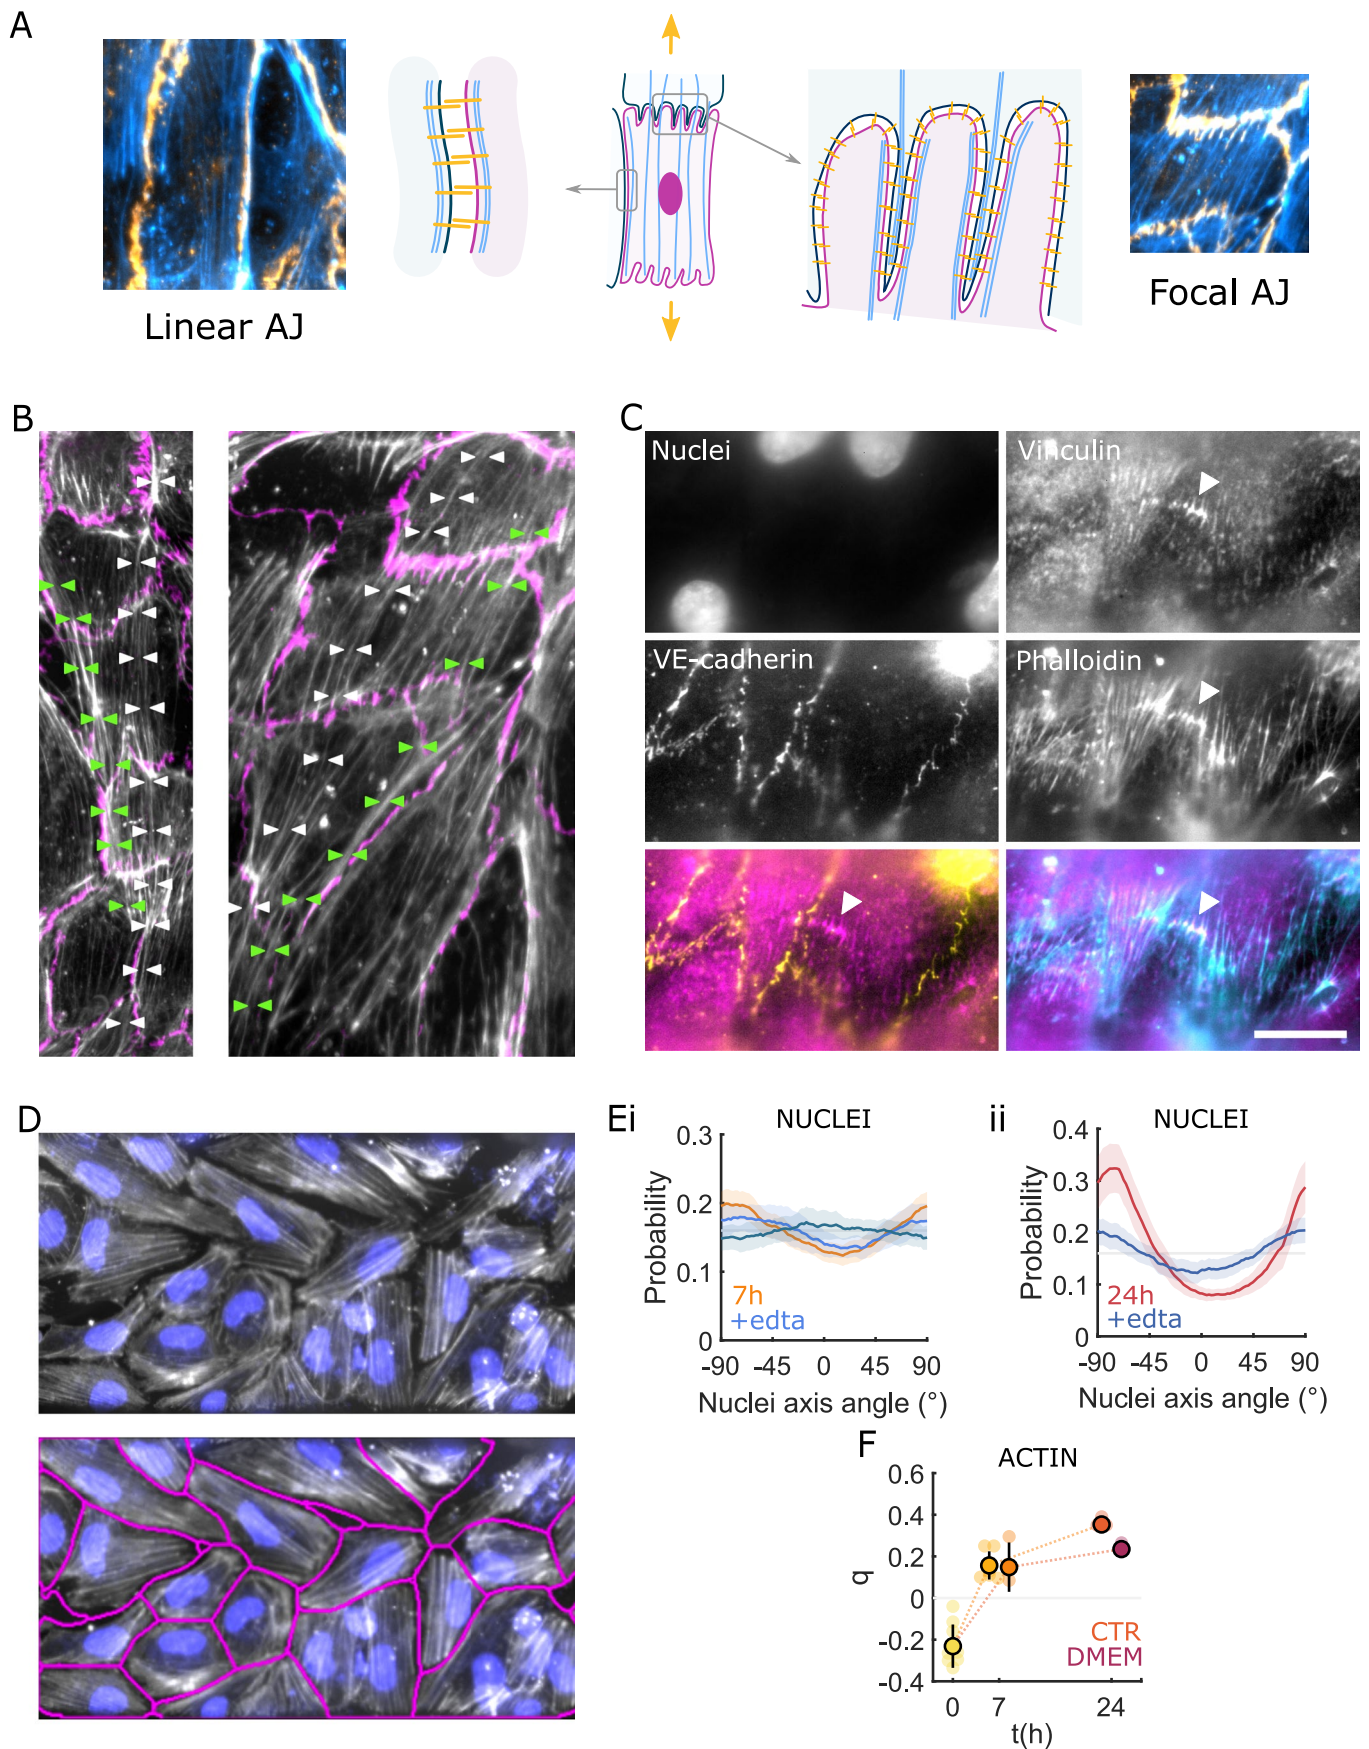 A
Linear AJ
Focal AJ
B
C
Nuclei
Vinculin
VE-cadherin
Phalloidin
D
Ei
NUCLEI
0.3
0.2
0.1
0
Probability
7h
+edta
-90 -45 0 45 90
Nuclei axis angle (°)
ii
NUCLEI
0.4
0.3
0.2
0.1
0
Probability
24h
+edta
-90 -45 0 45 90
Nuclei axis angle (°)
F
ACTIN
0.6
0.4
0.2
0
-0.2
-0.4
q
CTR
DMEM
0 7 24
t(h)